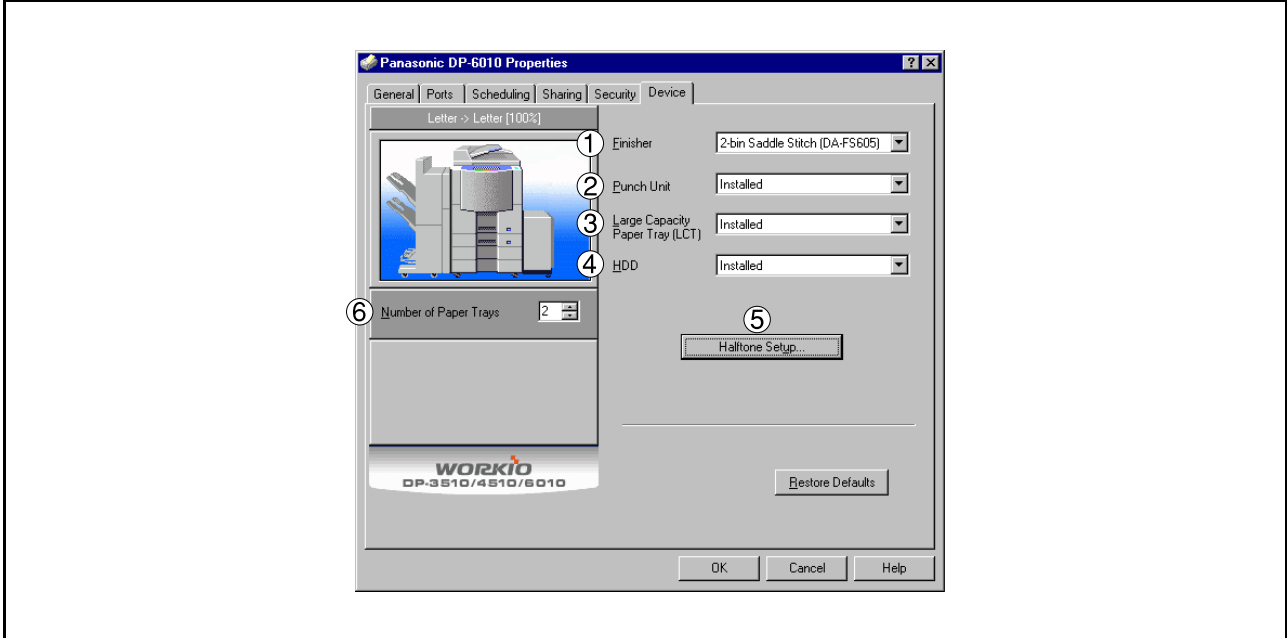 Panasonic DP-6010 Properties
General Ports Scheduling Sharing Security Device
Letter -> Letter [100%]
① Finisher 2-bin Saddle Stitch (DA-FS605)
② Punch Unit Installed
③ Large Capacity
Paper Tray (LCT) Installed
④ HDD Installed
⑥ Number of Paper Trays 2
⑤
Halftone Setup...
WORKIO
DP-3510/4510/6010
Restore Defaults
OK Cancel Help